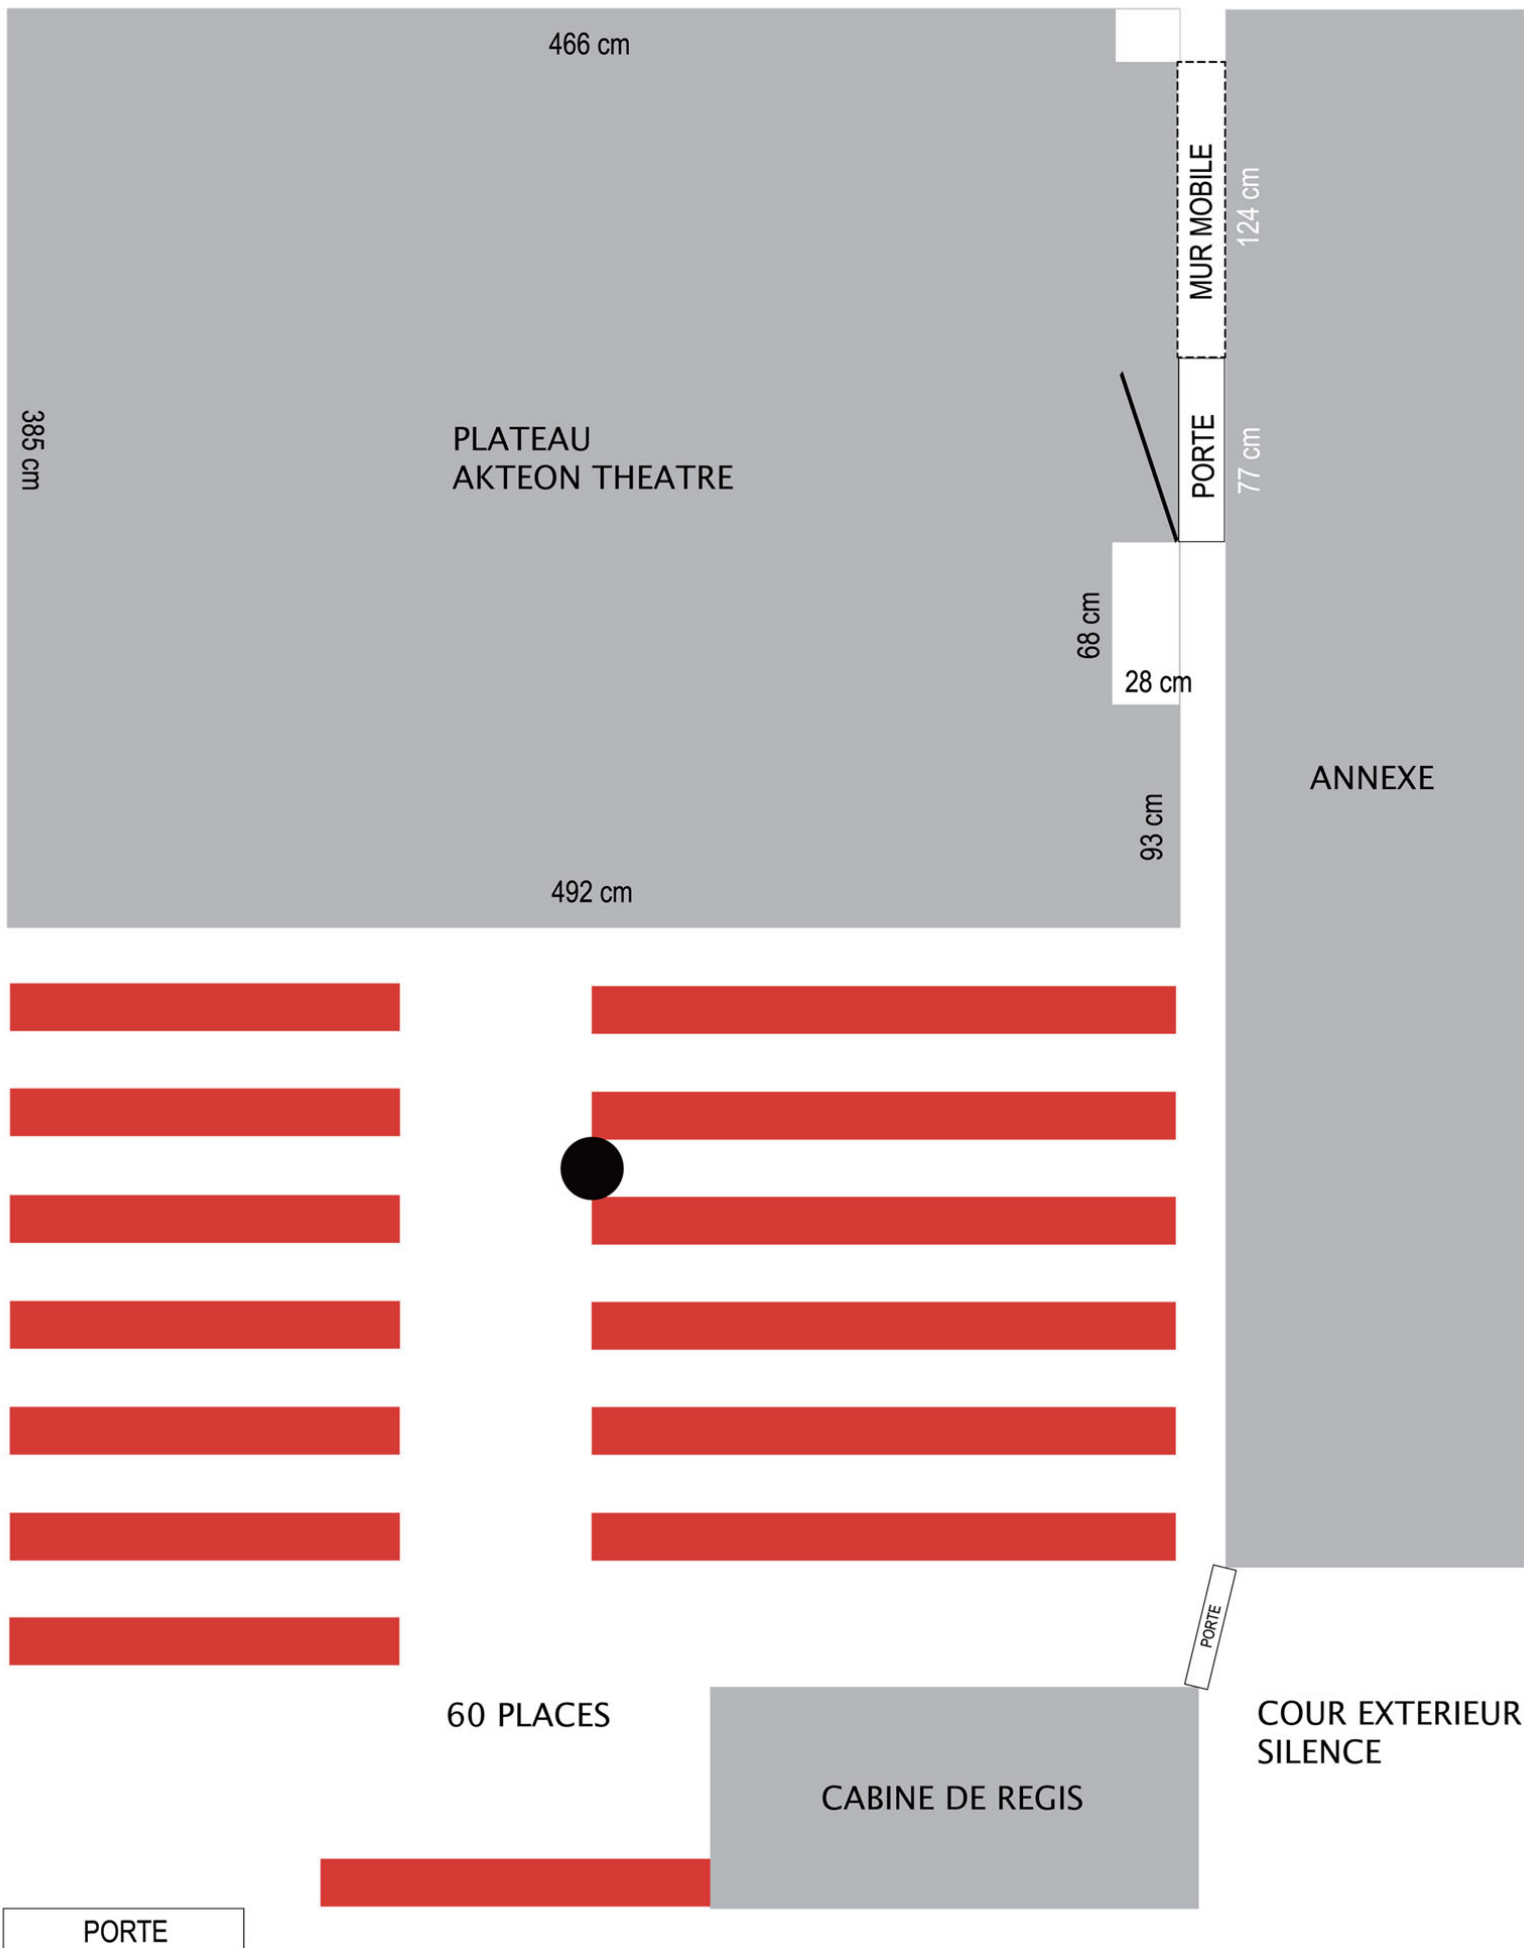 466 cm
MUR MOBILE
124 cm
385 cm
PLATEAU
AKTEON THEATRE
PORTE
77 cm
68 cm
28 cm
ANNEXE
93 cm
492 cm
PORTE
60 PLACES
COUR EXTERIEUR
SILENCE
CABINE DE REGIS
PORTE